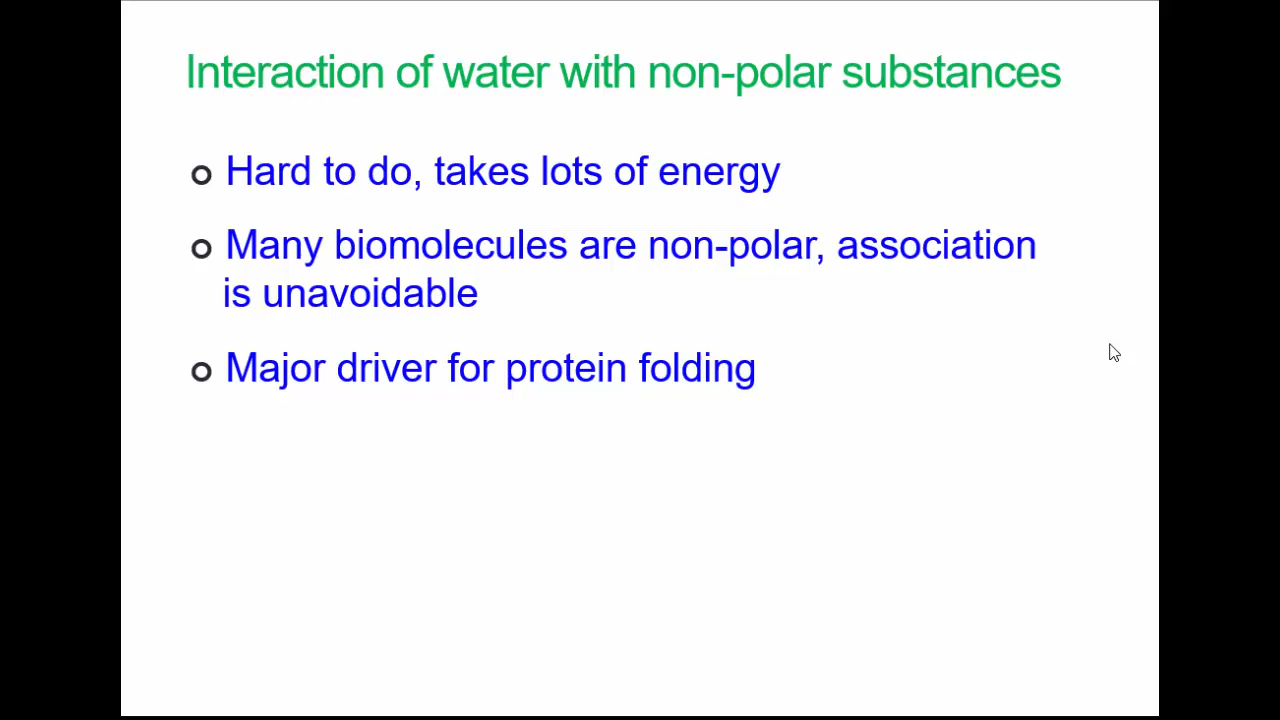 Interaction of water with non-polar substances
Hard to do, takes lots of energy
Many biomolecules are non-polar, association
is unavoidable
Major driver for protein folding